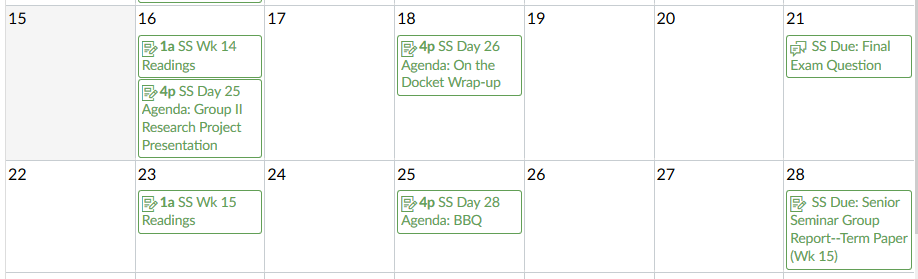 15
16
17
18
19
20
21
1a SS Wk 14
Readings
4p SS Day 25
Agenda: Group II
Research Project
Presentation
4p SS Day 26
Agenda: On the
Docket Wrap-up
SS Due: Final
Exam Question
22
23
24
25
26
27
28
1a SS Wk 15
Readings
4p SS Day 28
Agenda: BBQ
SS Due: Senior
Seminar Group
Report--Term Paper
(Wk 15)